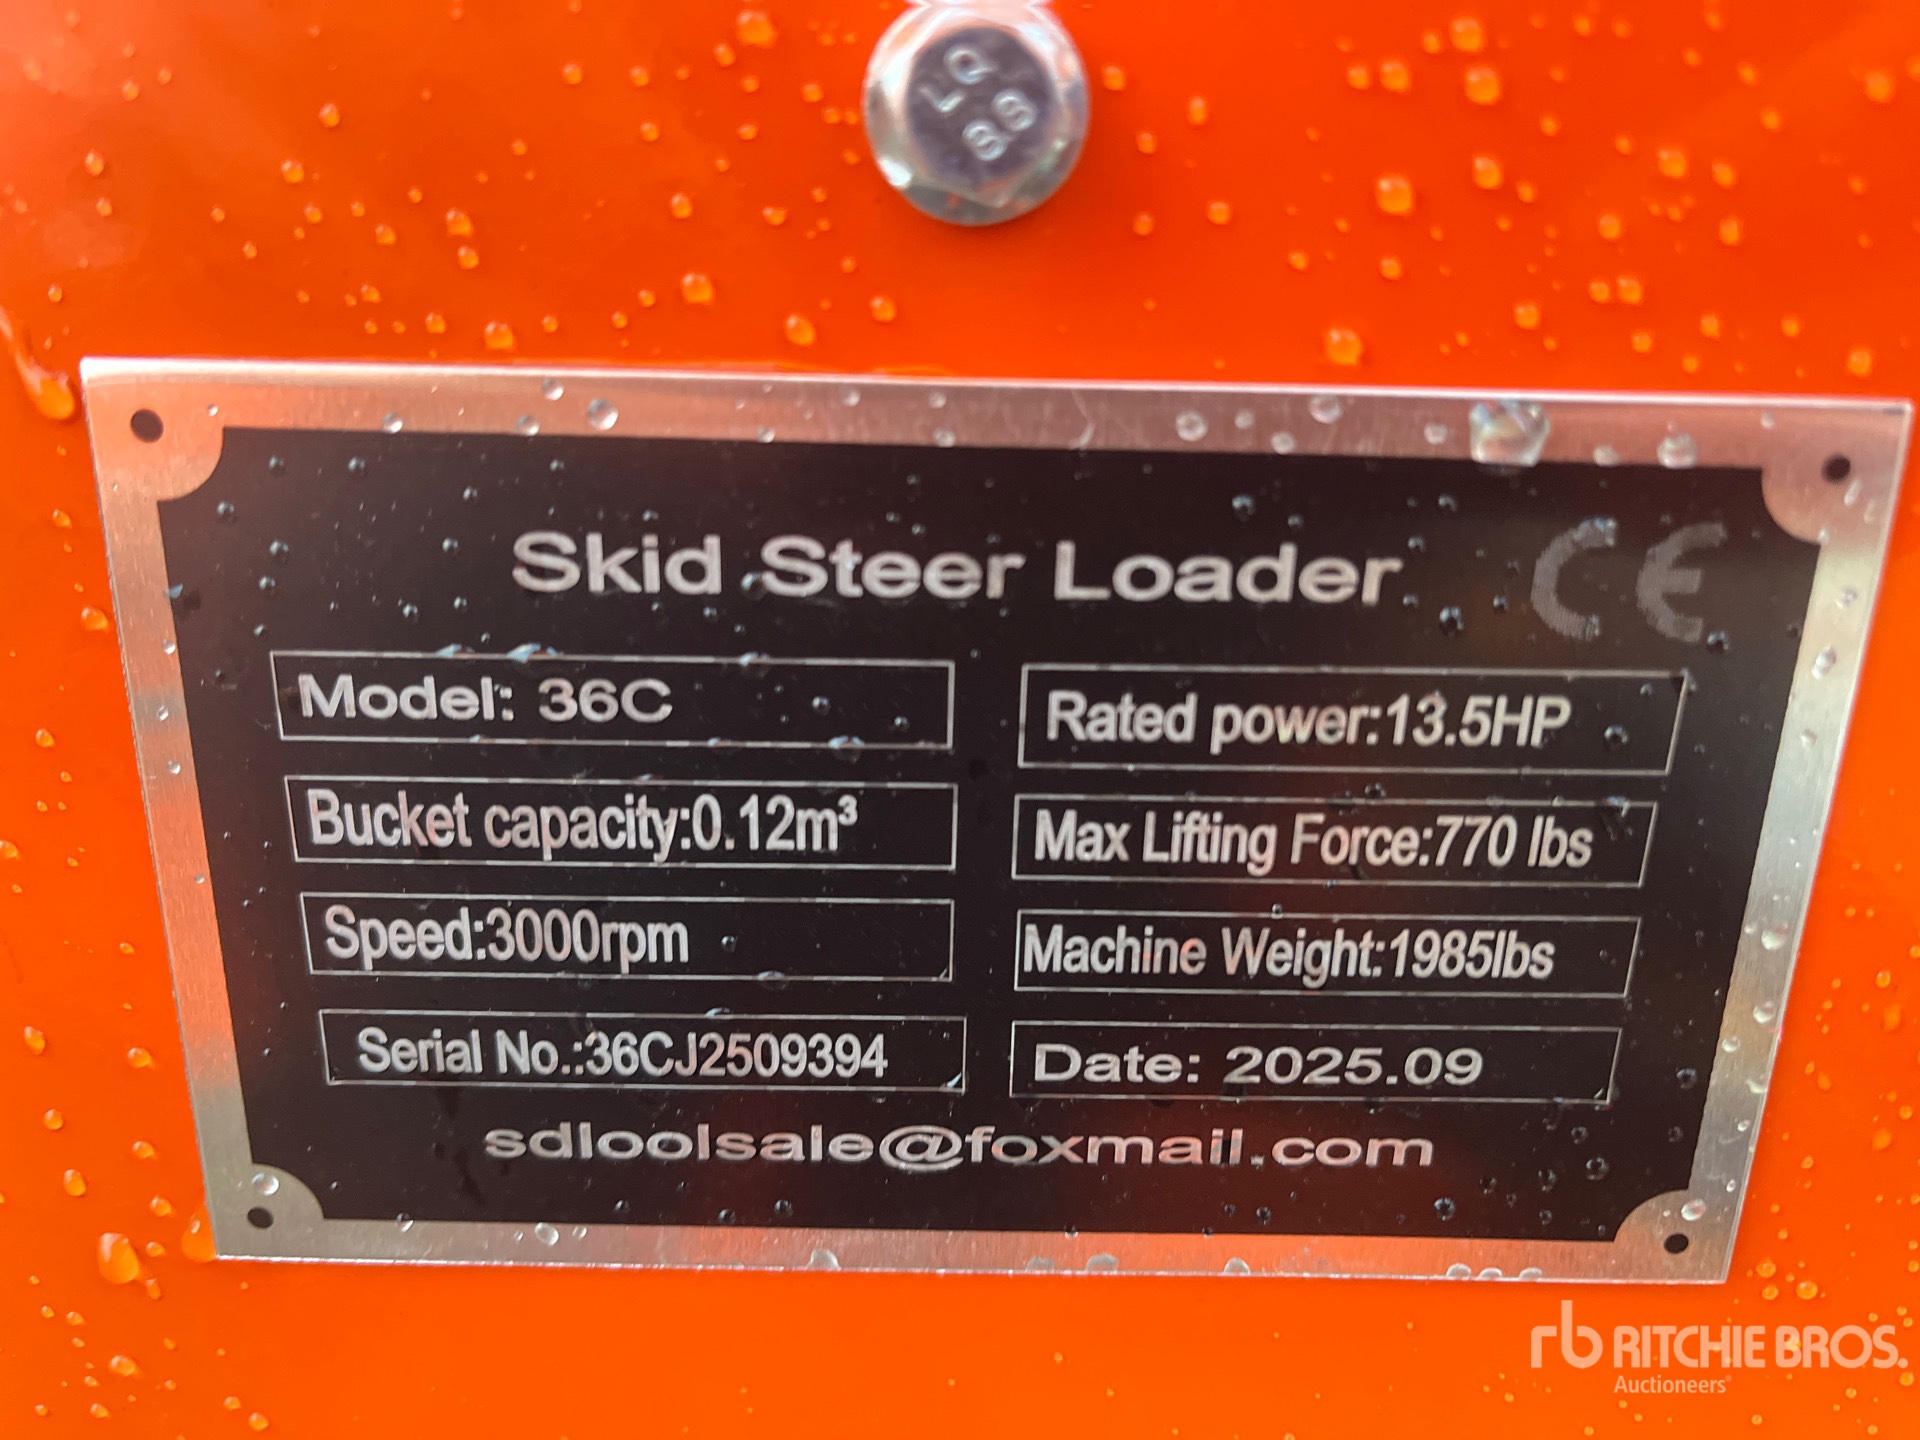 LQ
8.8
Skid Steer Loader CE
Model: 36C
Rated power:13.5HP
Bucket capacity:0.12m³
Max Lifting Force:770 lbs
Speed:3000rpm
Machine Weight:1985lbs
Serial No.:36CJ2509394
Date: 2025.09
sdloolsale@foxmail.com
rb RITCHIE BROS.
Auctioneers